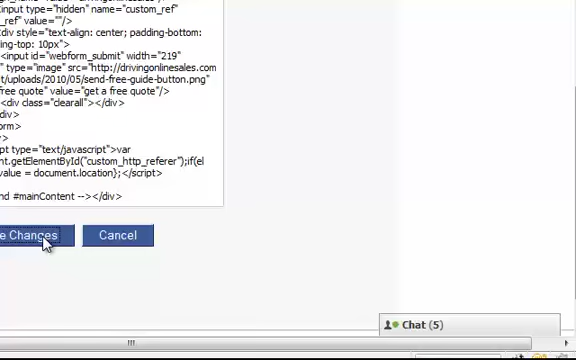 input type="hidden" name="custom_ref"
_ref" value=""/>
div style="text-align: center; padding-bottom:
ing-top: 10px">
<input id="webform_submit" width="219"
" type="image" src="http://drivingonlinesales.com
t/uploads/2010/05/send-free-guide-button.png"
free quote" value="get a free quote"/>
<div class="clearall"></div>
div>
orm>
>
pt type="text/javascript">var
nt.getElementById("custom_http_referer");if(el
value = document.location};</script>
nd #mainContent --></div>
e Changes
Cancel
Chat (5)